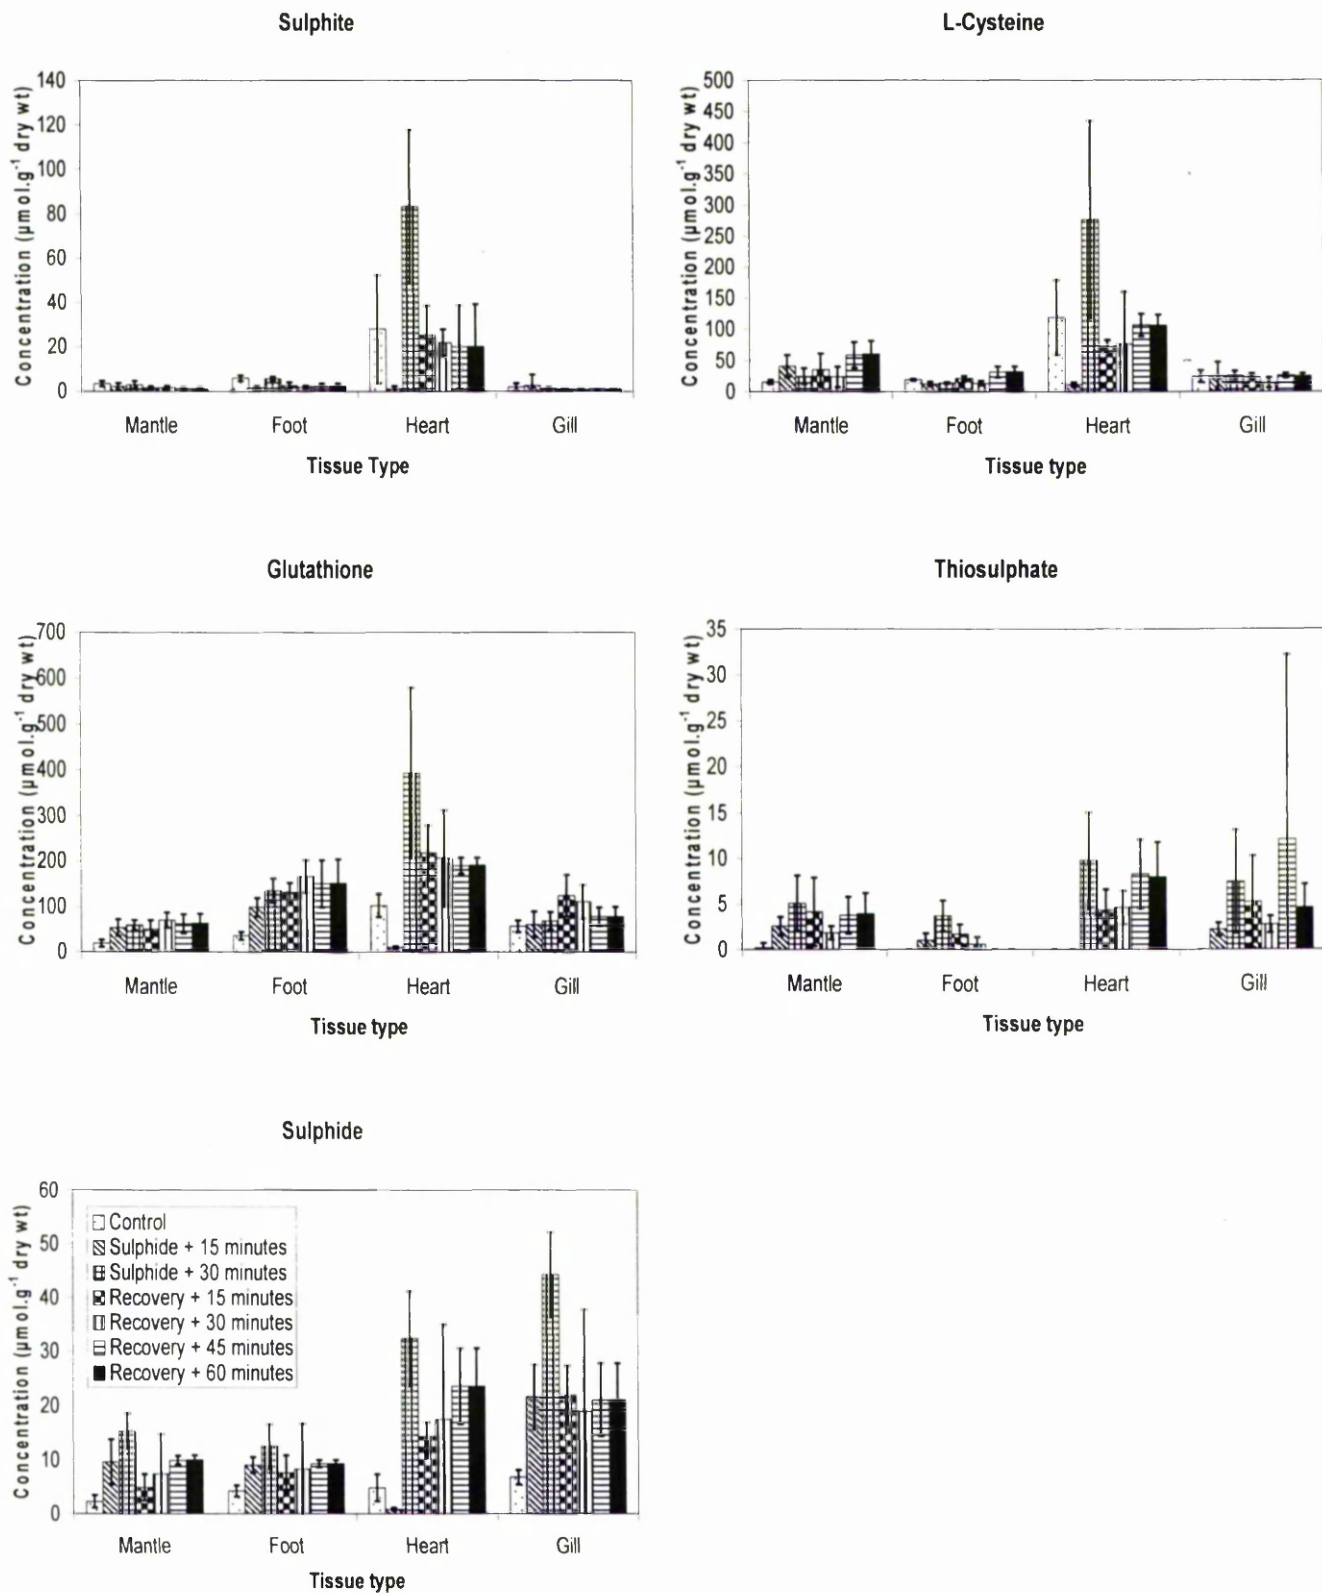 Sulphite
Concentration (µmol.g⁻¹ dry wt)
140
120
100
80
60
40
20
0
Mantle Foot Heart Gill
Tissue Type
L-Cysteine
Concentration (µmol.g⁻¹ dry wt)
500
450
400
350
300
250
200
150
100
50
0
Mantle Foot Heart Gill
Tissue type
Glutathione
Concentration (µmol.g⁻¹ dry wt)
700
600
500
400
300
200
100
0
Mantle Foot Heart Gill
Tissue type
Thiosulphate
Concentration (µmol.g⁻¹ dry wt)
35
30
25
20
15
10
5
0
Mantle Foot Heart Gill
Tissue type
Sulphide
Concentration (µmol.g⁻¹ dry wt)
60
50
40
30
20
10
0
Control
Sulphide + 15 minutes
Sulphide + 30 minutes
Recovery + 15 minutes
Recovery + 30 minutes
Recovery + 45 minutes
Recovery + 60 minutes
Mantle Foot Heart Gill
Tissue type